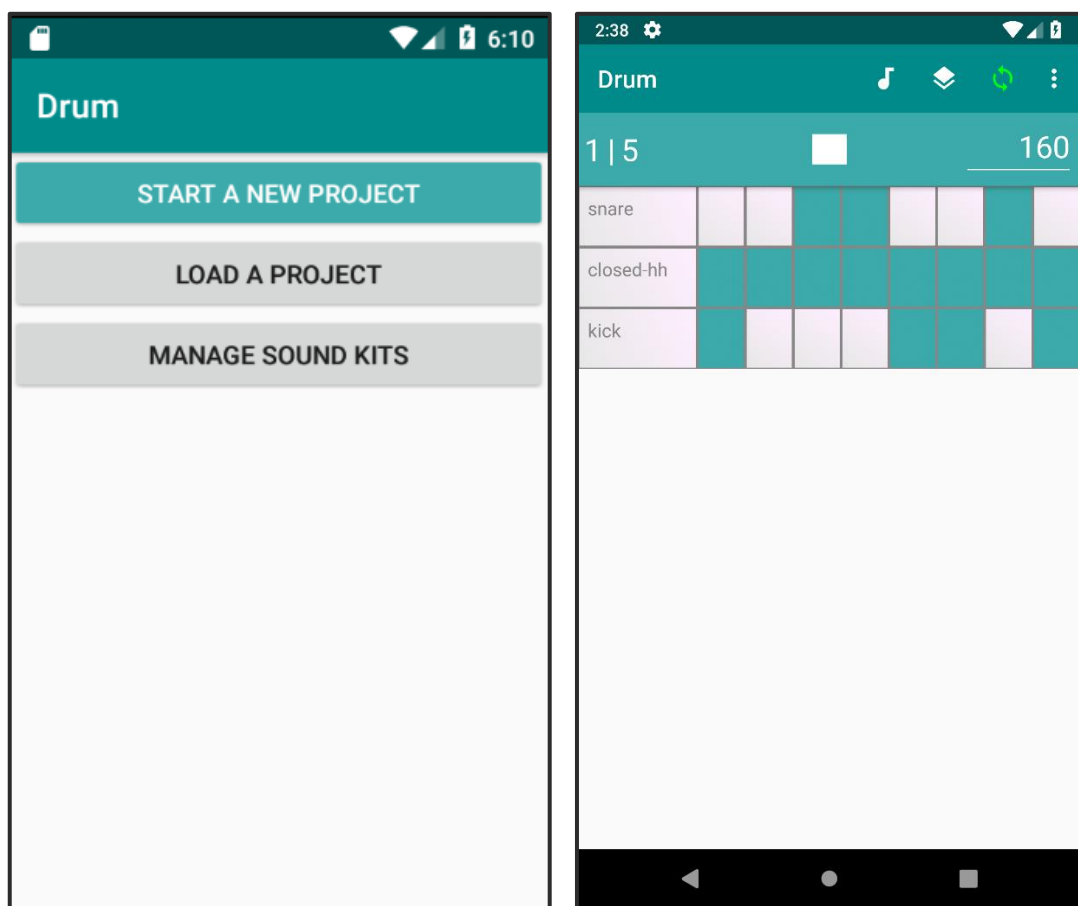 6:10
Drum
START A NEW PROJECT
LOAD A PROJECT
MANAGE SOUND KITS
2:38
Drum
1 | 5
160
snare
closed-hh
kick